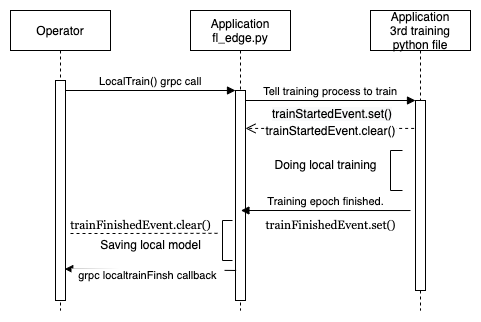 Operator
Application
fl_edge.py
Application
3rd training
python file
LocalTrain() grpc call
Tell training process to train
trainStartedEvent.set()
trainStartedEvent.clear()
Doing local training
Training epoch finished.
trainFinishedEvent.clear()
trainFinishedEvent.set()
Saving local model
grpc localtrainFinsh callback